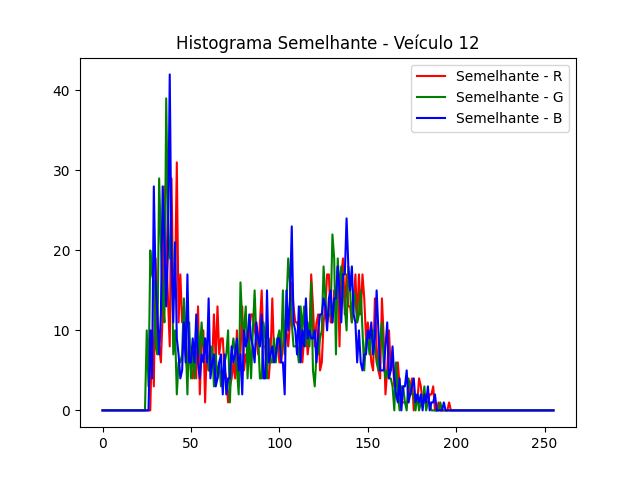 Histograma Semelhante - Veículo 12
Semelhante - R
Semelhante - G
Semelhante - B
40
30
20
10
0
0 50 100 150 200 250